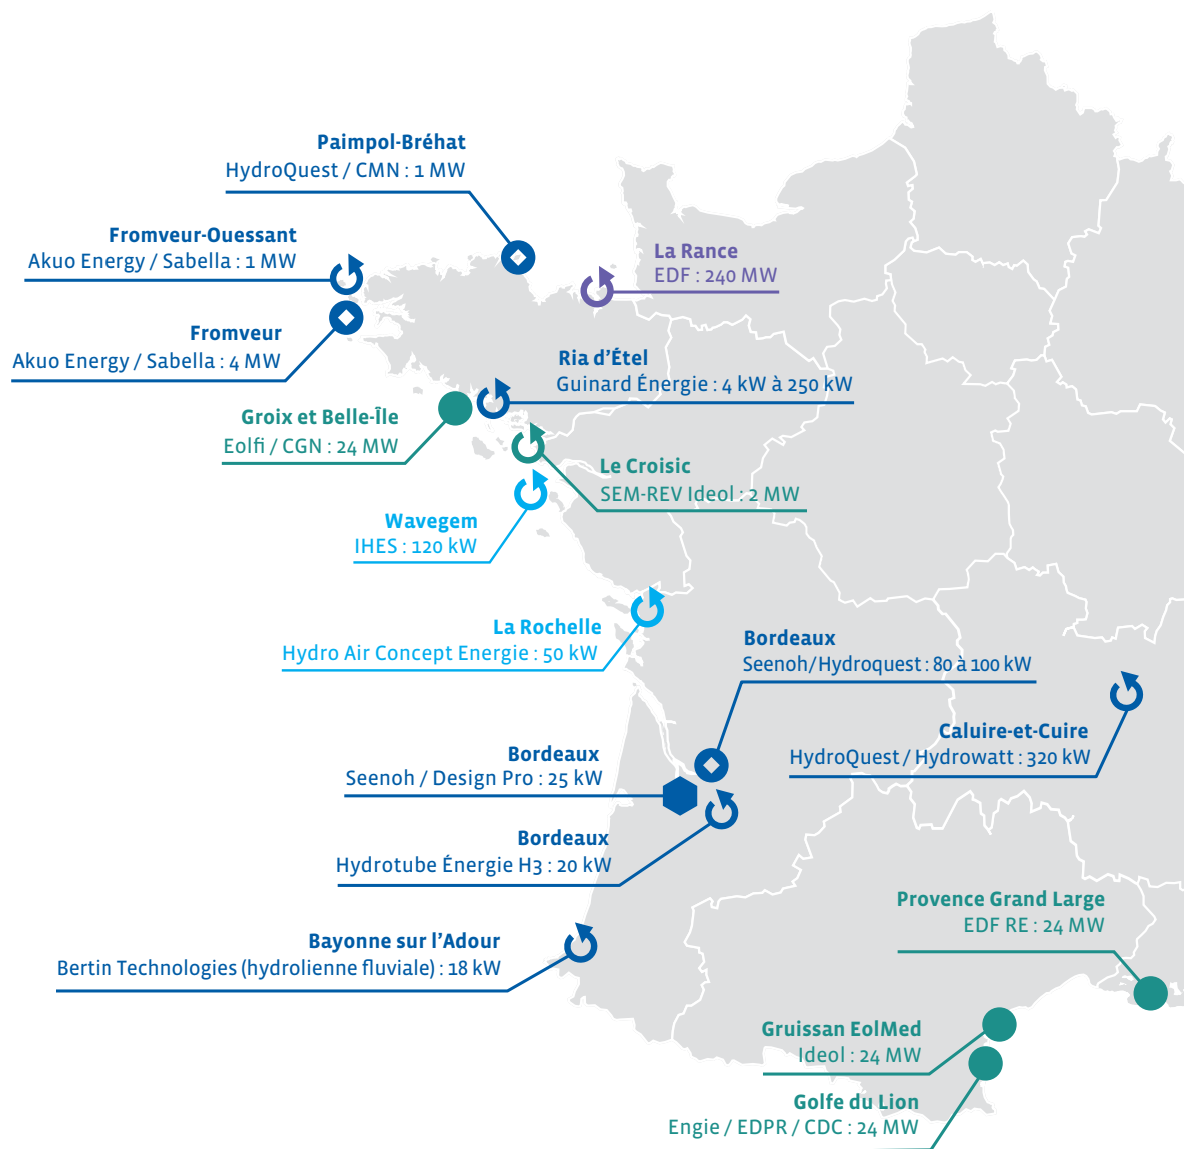 Paimpol-Bréhat
HydroQuest / CMN : 1 MW
Fromveur-Ouessant
Akuo Energy / Sabella : 1 MW
La Rance
EDF : 240 MW
Fromveur
Akuo Energy / Sabella : 4 MW
Ria d’Étel
Guinard Énergie : 4 kW à 250 kW
Groix et Belle-Île
Eolfi / CGN : 24 MW
Le Croisic
SEM-REV Ideol : 2 MW
Wavegem
IHES : 120 kW
La Rochelle
Hydro Air Concept Energie : 50 kW
Bordeaux
Seenoh/Hydroquest : 80 à 100 kW
Caluire-et-Cuire
HydroQuest / Hydrowatt : 320 kW
Bordeaux
Seenoh / Design Pro : 25 kW
Bordeaux
Hydrotube Énergie H3 : 20 kW
Provence Grand Large
EDF RE : 24 MW
Bayonne sur l’Adour
Bertin Technologies (hydrolienne fluviale) : 18 kW
Gruissan EolMed
Ideol : 24 MW
Golfe du Lion
Engie / EDPR / CDC : 24 MW